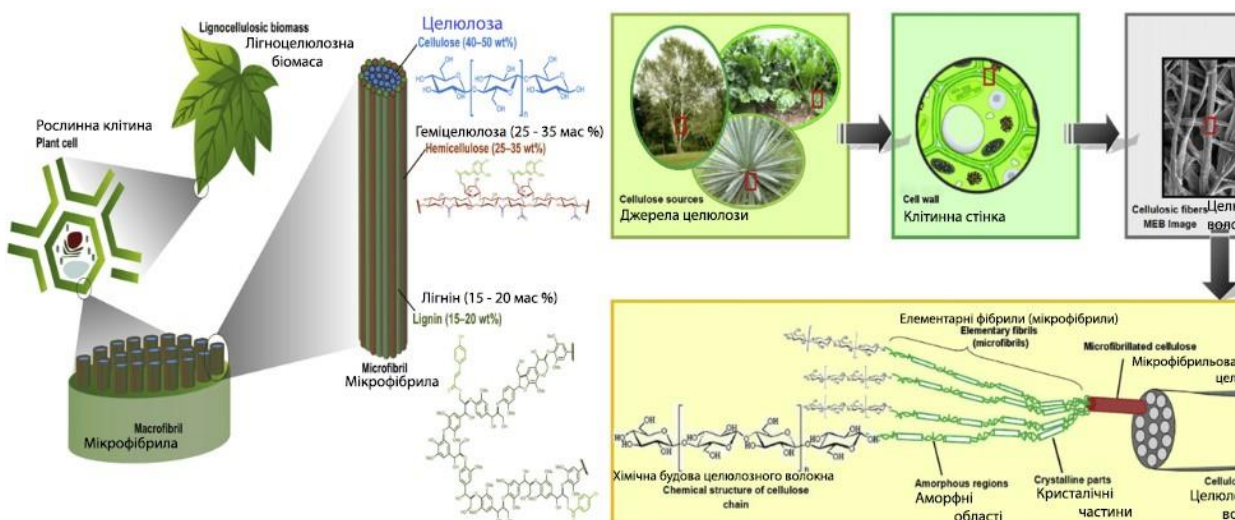 Lignocellulosic biomass
Лігноцелюлозна
біомаса
Рослинна клітина
Plant cell
Macrofibril
Мікрофібрила
Целюлоза
Cellulose (40–50 wt%)
Геміцелюлоза (25 - 35 мас %)
Hemicellulose (25–35 wt%)
Лігнін (15 - 20 мас %)
Lignin (15–20 wt%)
Microfibril
Мікрофібрила
Cellulose sources
Джерела целюлози
Cell wall
Клітинна стінка
Cellulosic fibers
MEB Image
Елементарні фібрили (мікрофібрили)
Elementary fibrils
(microfibrils)
Microfibrillated cellulose
Хімічна будова целюлозного волокна
Chemical structure of cellulose
chain
Amorphous regions
Аморфні
області
Crystalline parts
Кристалічні
частини